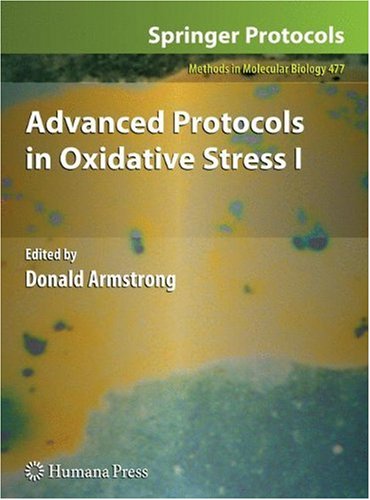 Springer Protocols
Methods in Molecular Biology 477
Advanced Protocols
in Oxidative Stress I
Edited by
Donald Armstrong
Humana Press